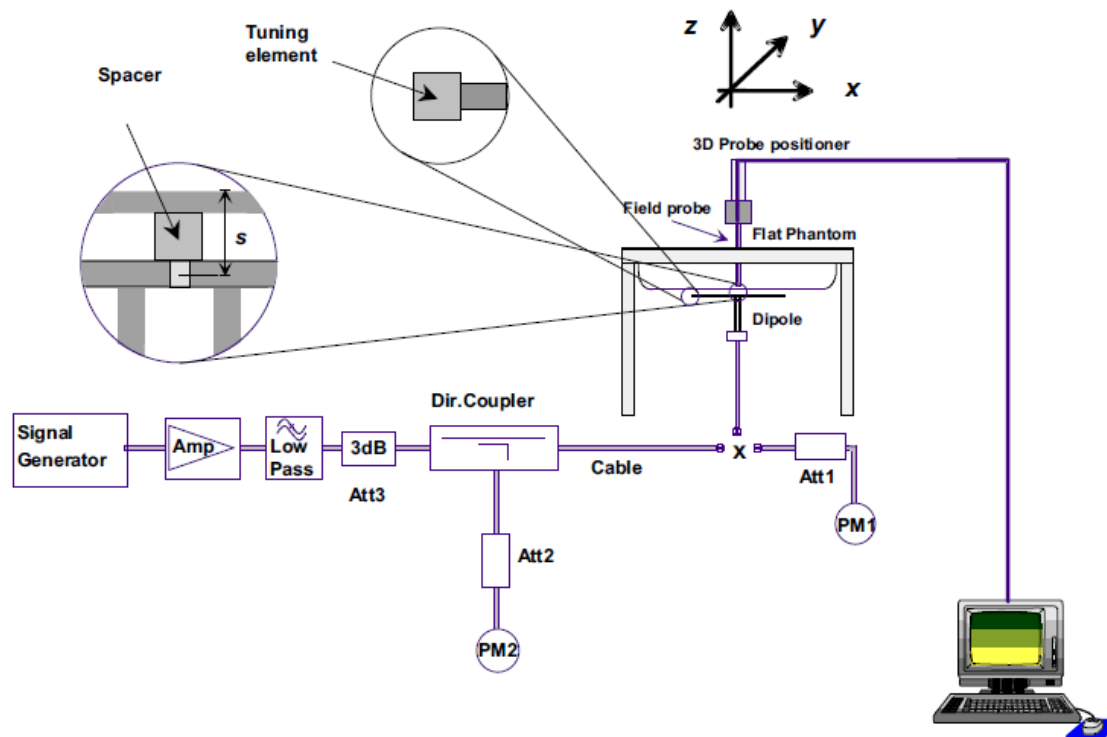 Tuning
element
Spacer
s
z
y
x
3D Probe positioner
Field probe
Flat Phantom
Dipole
Dir.Coupler
Signal
Generator
Amp
Low
Pass
3dB
Att3
Cable
X
Att1
PM1
Att2
PM2